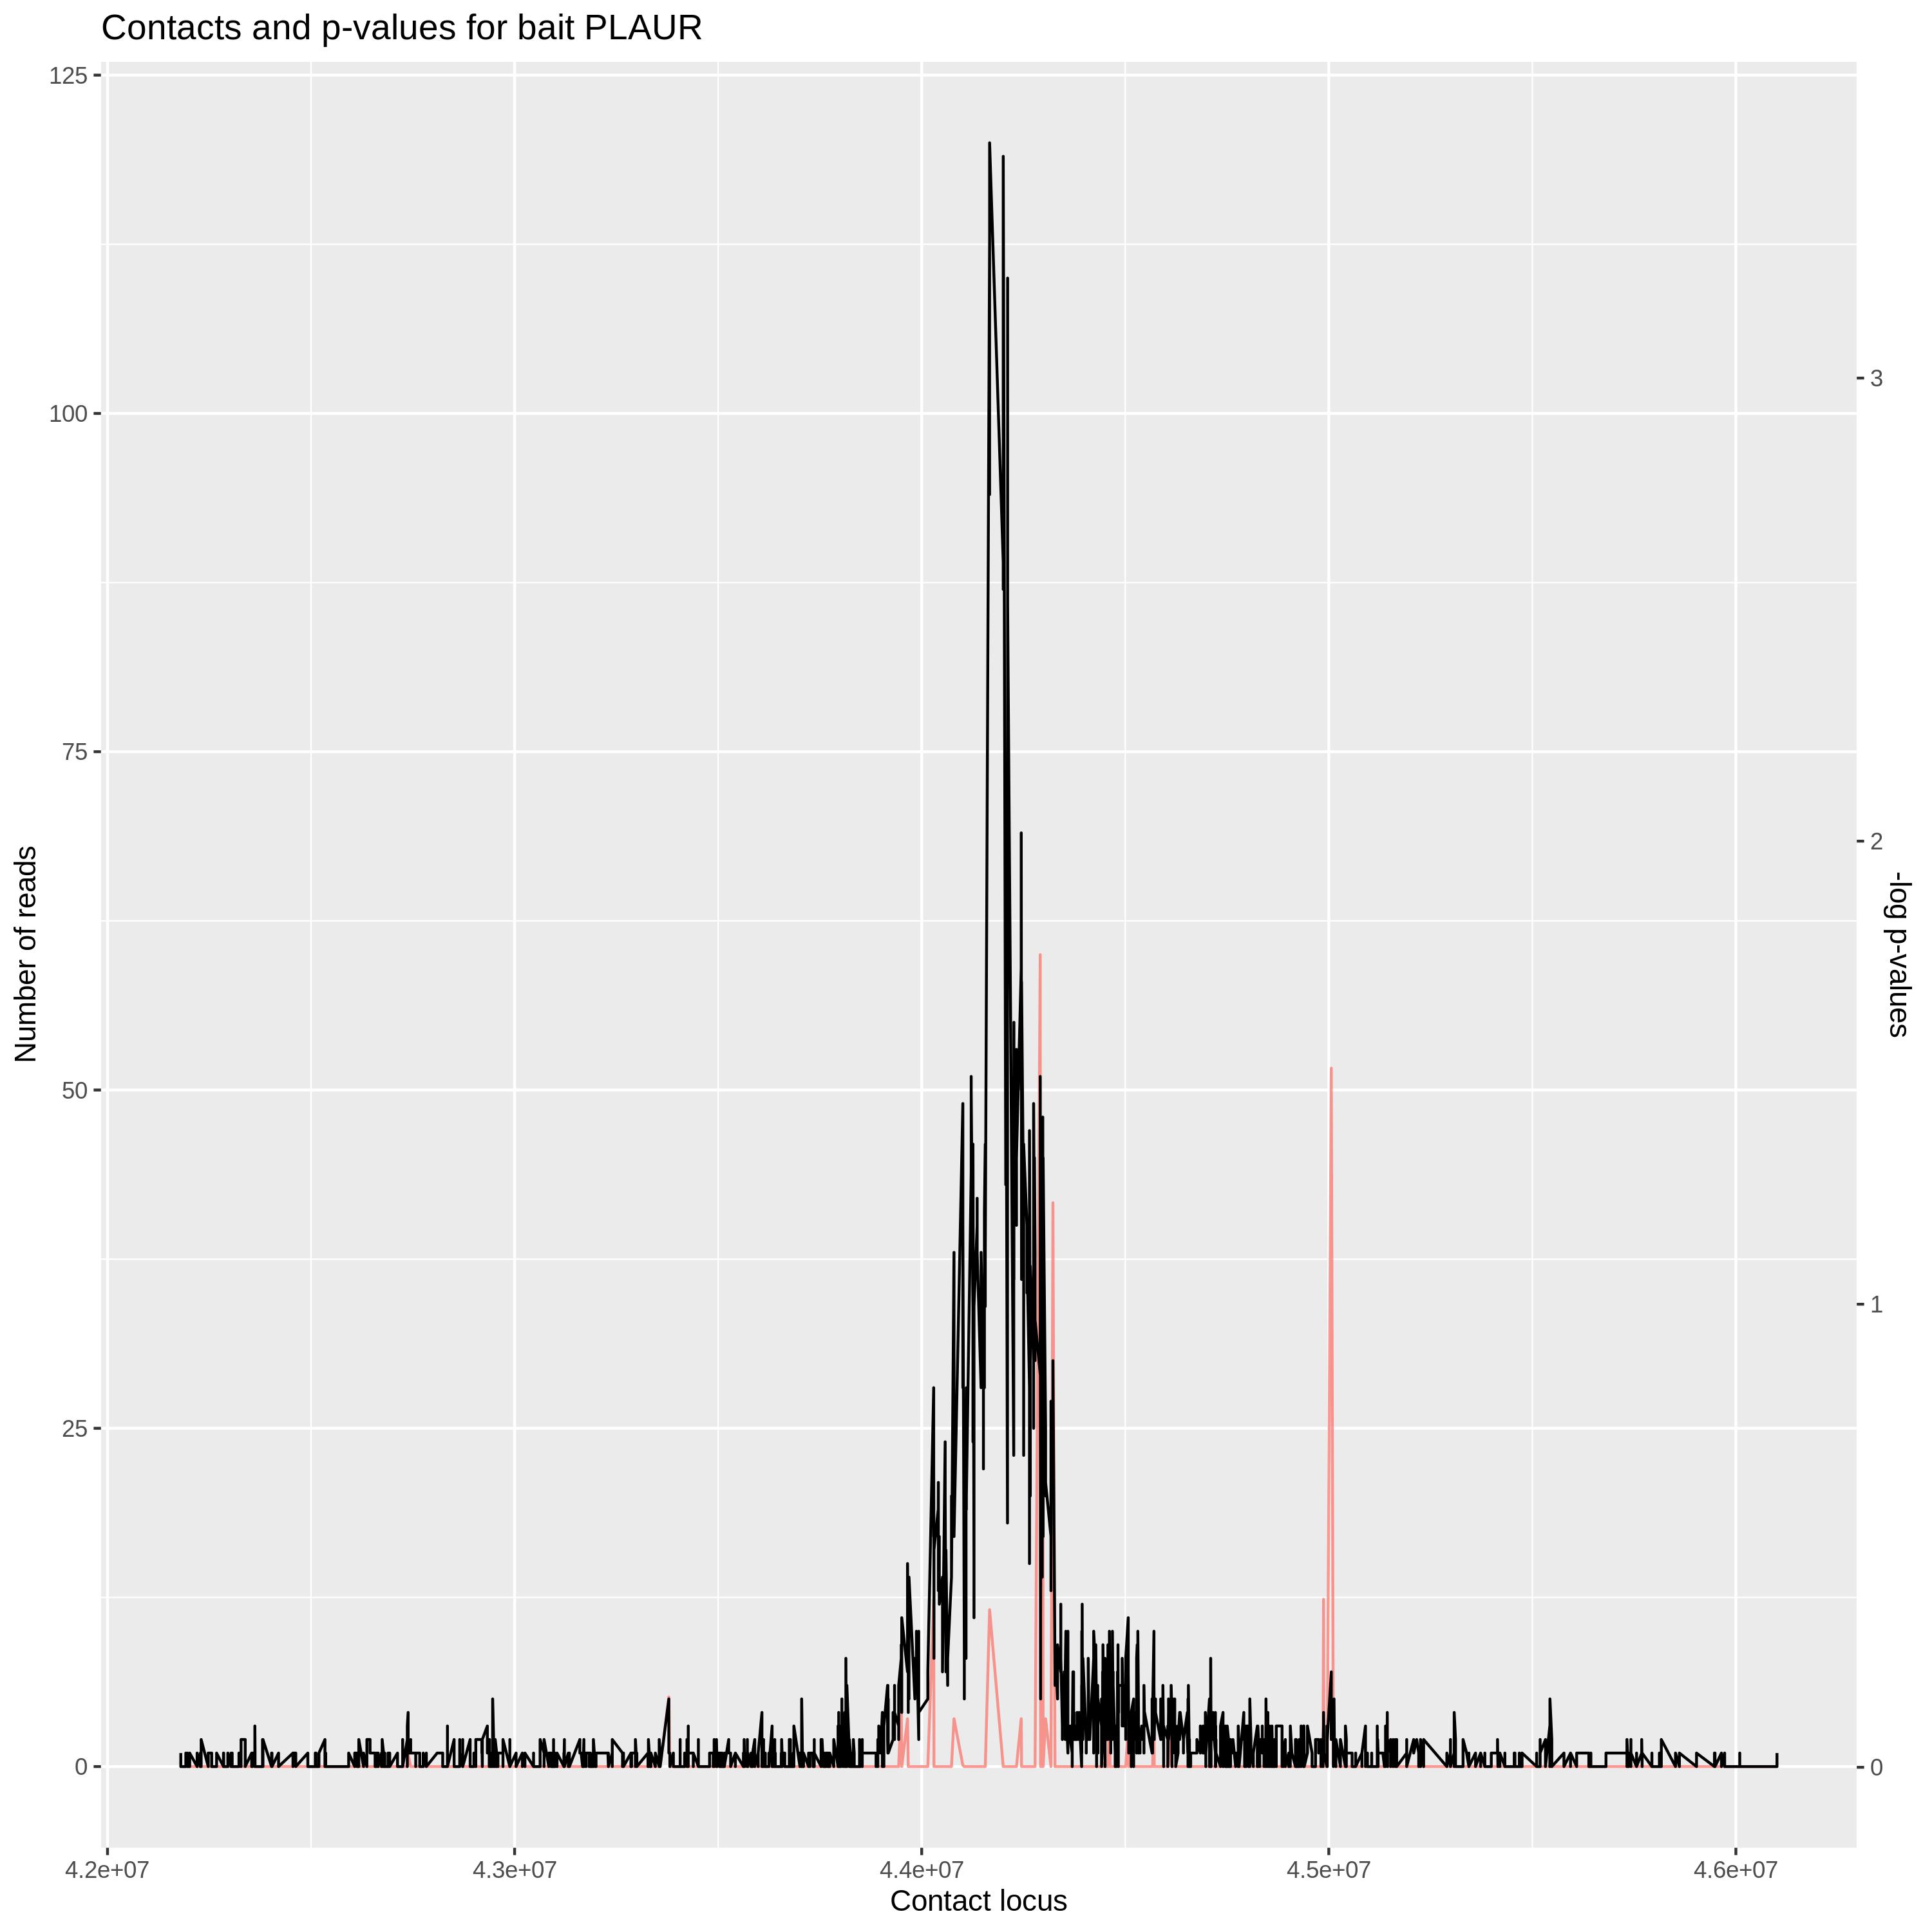 Contacts and p-values for bait PLAUR
125
100
75
50
25
0
Number of reads
3
2
1
0
-log p-values
4.2e+07
4.3e+07
4.4e+07
4.5e+07
4.6e+07
Contact locus